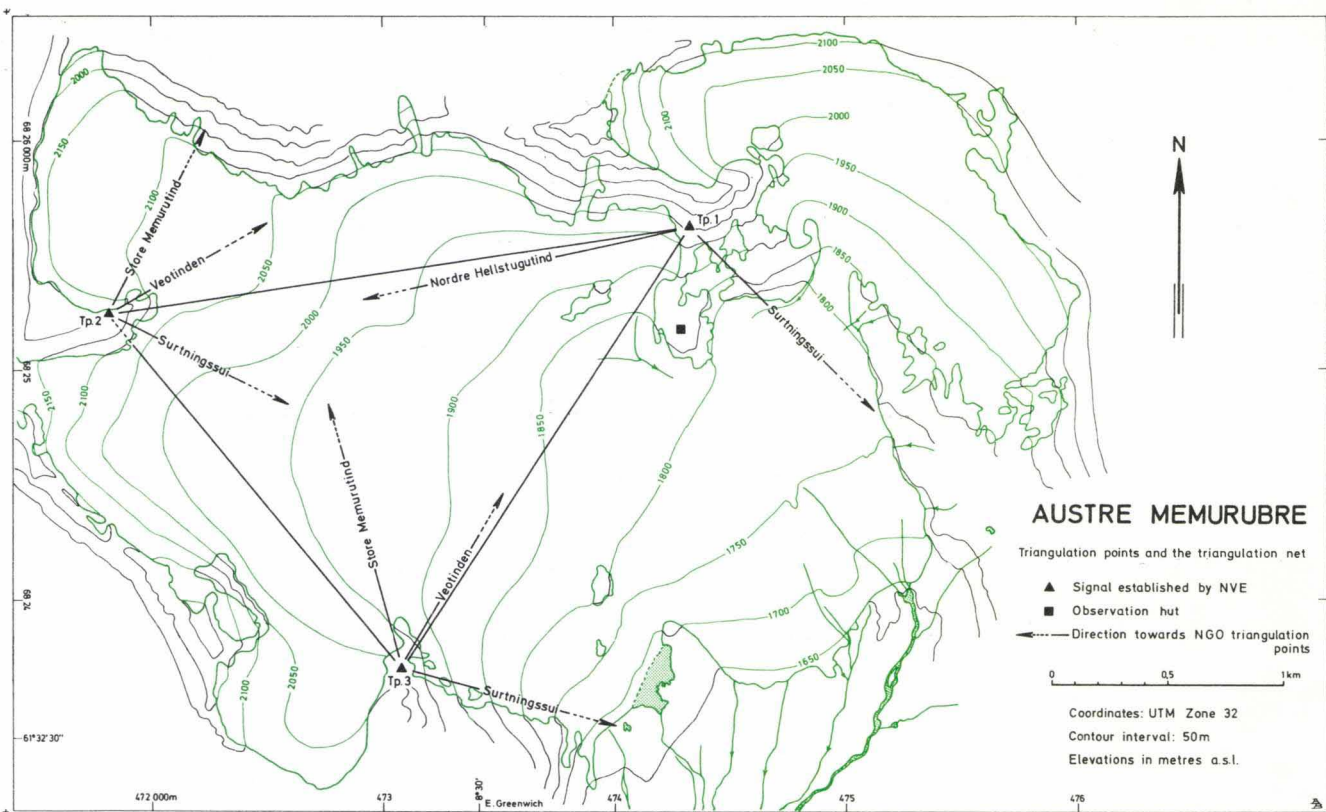 2100
2050
2000
2100
2000
2150
1950
1900
1850
1800
68 26 000m
2100
Store Memurutind
Veotinden
2050
Tp.1
Nordre Hellstugutind
N
Tp.2
Surtningssui
2000
1950
Surtningssui
68 25
2150
2100
1900
1850
1800
Store Memurutind
Veotinden
1750
1700
1650
68 24
2100
2050
Tp.3
Surtningssui
AUSTRE MEMURUBRE
Triangulation points and the triangulation net
Signal established by NVE
Observation hut
Direction towards NGO triangulation
points
0 0,5 1km
Coordinates: UTM Zone 32
Contour interval: 50m
Elevations in metres a.s.l.
61° 32' 30''
472 000m
473
8°30'
E. Greenwich
474
475
476